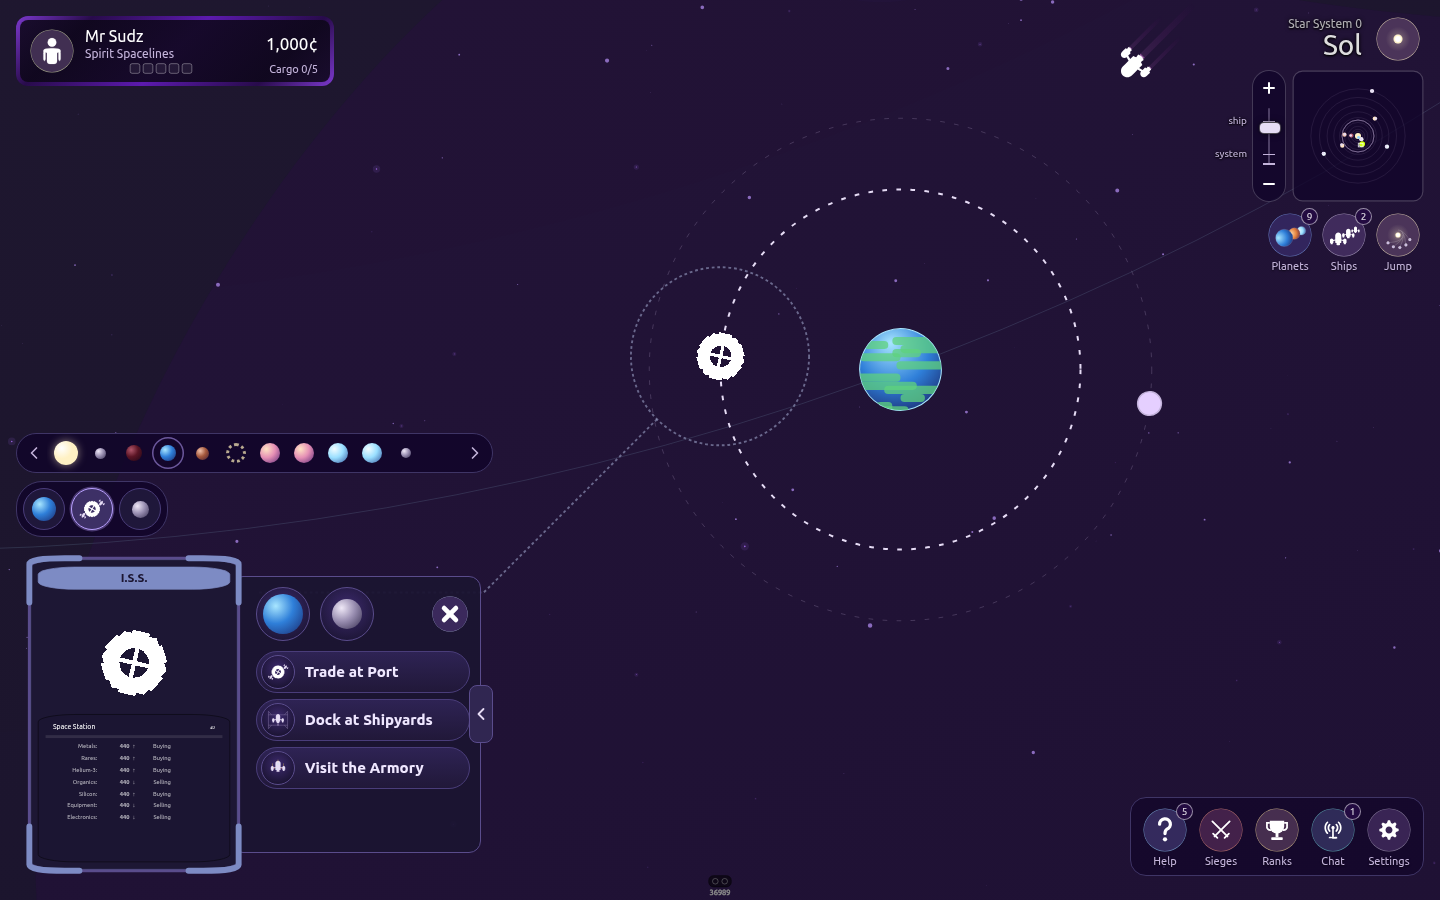 Mr Sudz
Spirit Spacelines
1,000¢
Cargo 0/5
Star System 0
Sol
ship
system
9
2
Planets
Ships
Jump
I.S.S.
Space Station
Metals: 440 ↑ Buying
Rares: 440 ↑ Buying
Helium-3: 440 ↑ Buying
Organics: 440 ↓ Selling
Silicon: 440 ↑ Buying
Equipment: 440 ↓ Selling
Electronics: 440 ↓ Selling
Trade at Port
Dock at Shipyards
Visit the Armory
5
1
Help
Sieges
Ranks
Chat
Settings
36989